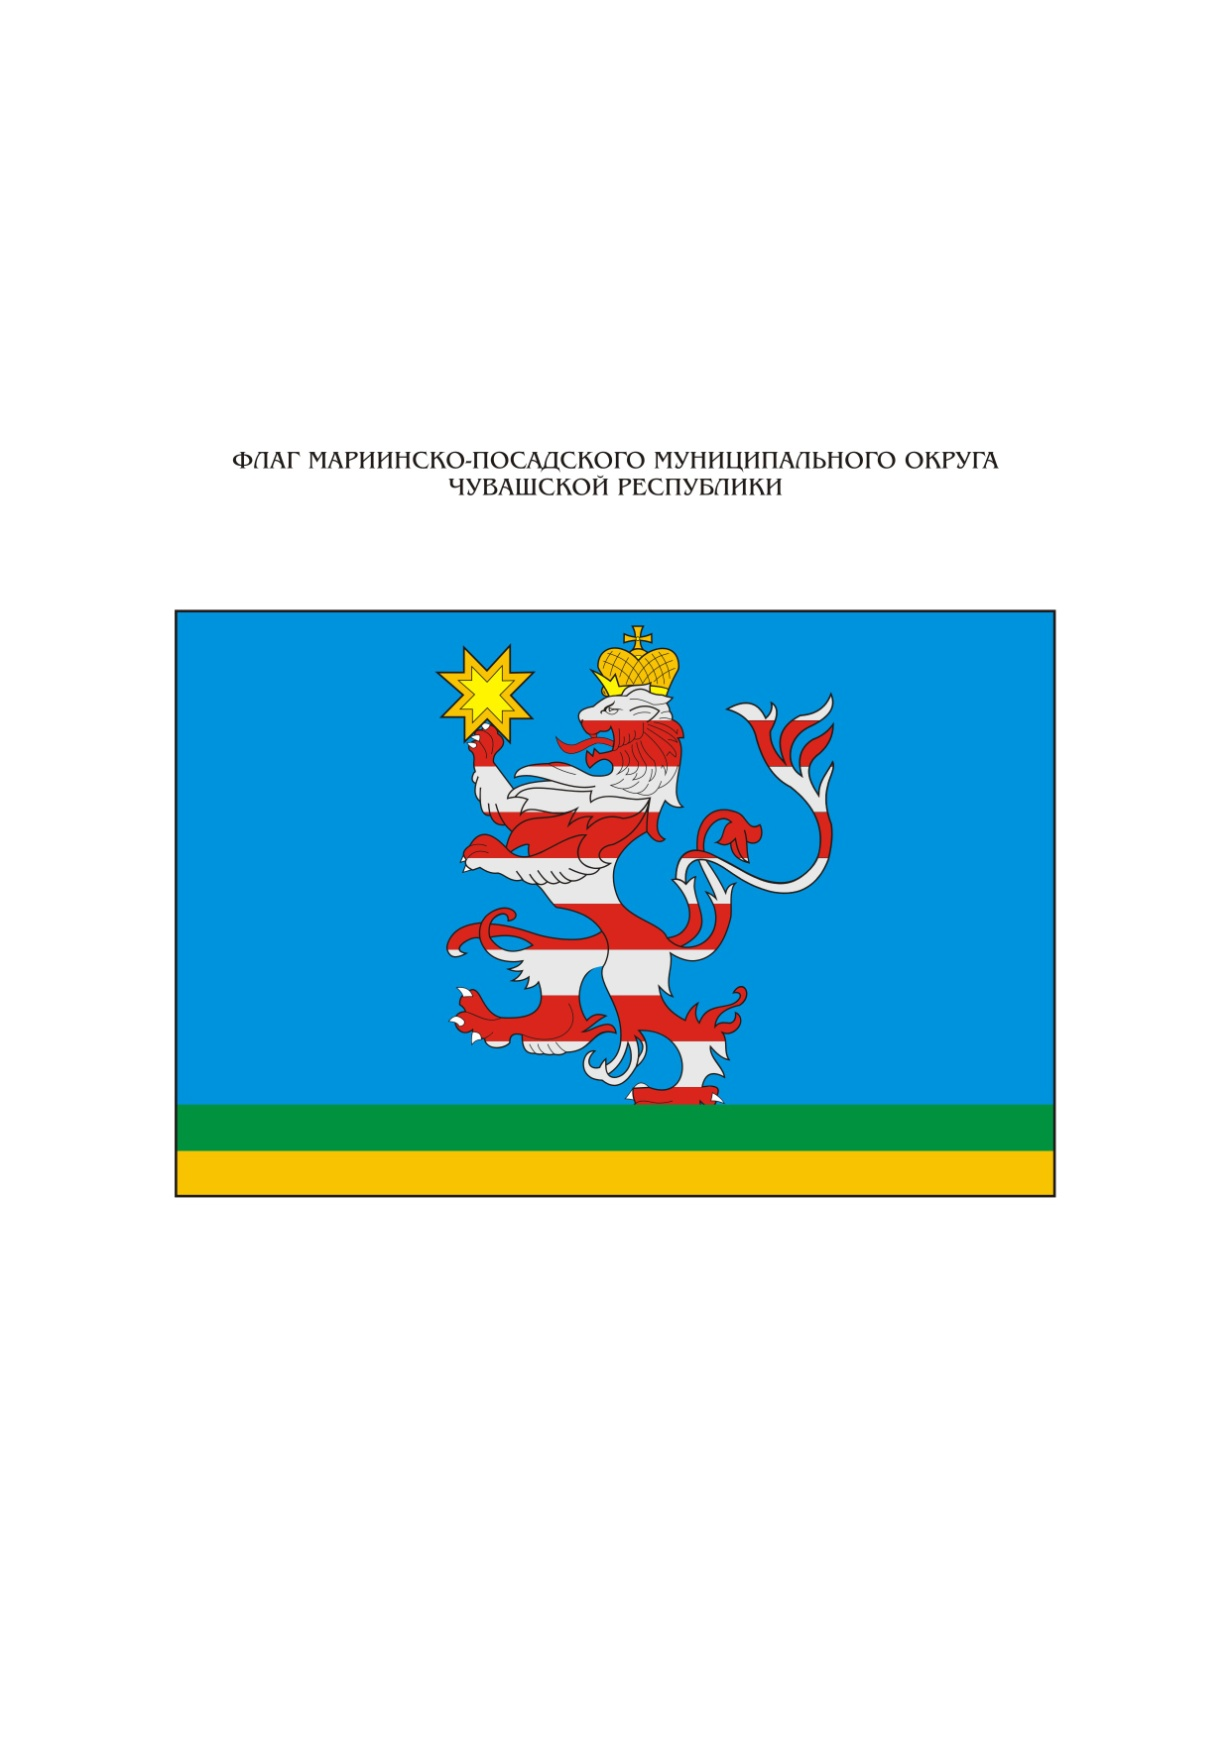 ФЛАГ МАРИИНСКО-ПОСАДСКОГО МУНИЦИПАЛЬНОГО ОКРУГА
ЧУВАШСКОЙ РЕСПУБЛИКИ